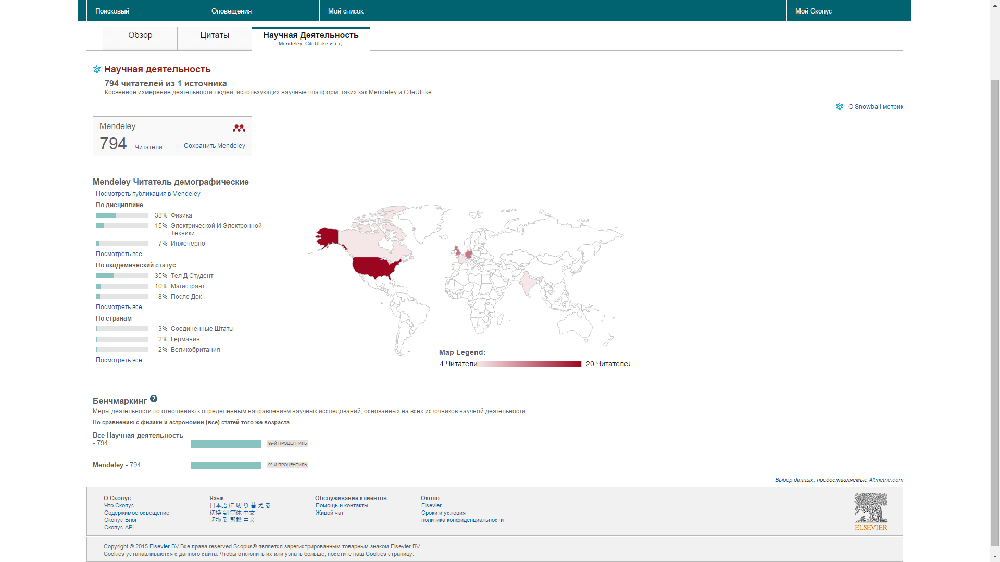 Поисковый
Оповещения
Мой список
Мой Скопус
Обзор
Цитаты
Научная Деятельность
Mendeley, CiteULike и т.д.
Научная деятельность
794 читателей из 1 источника
Косвенное измерение деятельности людей, использующих научные платформ, таких как Mendeley и CiteULike.
О Snowball метрик
Mendeley
794 Читатели
Сохранить Mendeley
Mendeley Читатель демографические
Посмотреть публикация в Mendeley
По дисциплине
38% Физика
15% Электрической И Электронной
Техники
7% Инженерно
Посмотреть все
По академический статус
35% Тел Д Студент
10% Магистрант
8% После Док
Посмотреть все
По странам
3% Соединенные Штаты
2% Германия
2% Великобритания
Посмотреть все
Map Legend:
4 Читатели
20 Читателей
Бенчмаркинг ?
Меры деятельности по отношению к определенным направлениям научных исследований, основанных на всех источников научной деятельности
По сравнению с физики и астрономии (все) статей того же возраста
Все Научная деятельность
- 794
99-Й ПРОЦЕНТИЛЬ
Mendeley - 794
99-Й ПРОЦЕНТИЛЬ
Выбор данных, предоставляемые Altmetric.com
О Скопус
Что Скопус
Содержимое освещение
Скопус Блог
Скопус API
Язык
日本語 に 切 り 替 え る
切换 到 简体 中文
切換 到 繁體 中文
Обслуживание клиентов
Помощь и контакты
Живой чат
Около
Elsevier
Сроки и условия
политика конфиденциальности
ELSEVIER
Copyright © 2015 Elsevier BV Все права reserved.Scopus® является зарегистрированным товарным знаком Elsevier BV
Cookies устанавливаются с данного сайта. Чтобы отклонить их или узнать больше, посетите наш Cookies страницу.